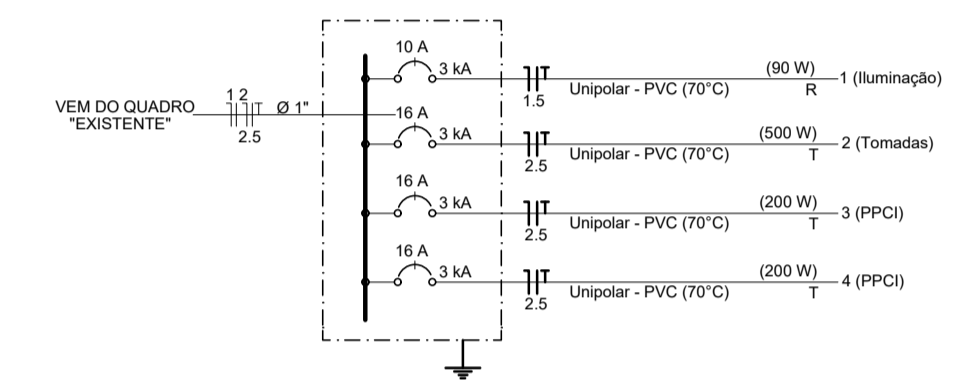 10 A
3 kA
(90 W)
1 (Iluminação)
1.5
Unipolar - PVC (70°C)
R
VEM DO QUADRO
"EXISTENTE"
1 2
T
Ø 1"
2.5
16 A
3 kA
T
(500 W)
2 (Tomadas)
2.5
Unipolar - PVC (70°C)
T
16 A
3 kA
T
(200 W)
3 (PPCI)
2.5
Unipolar - PVC (70°C)
T
16 A
3 kA
T
(200 W)
4 (PPCI)
2.5
Unipolar - PVC (70°C)
T